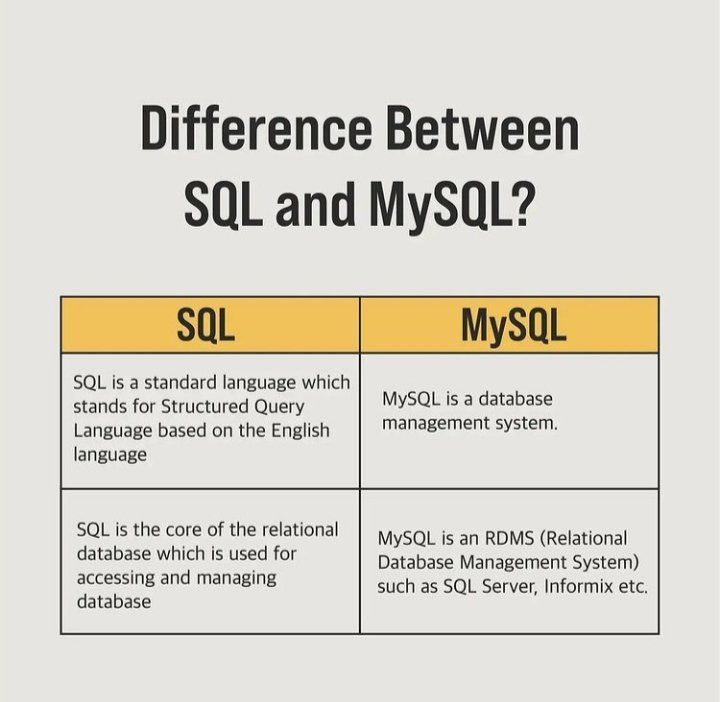 Difference Between
SQL and MySQL?
SQL
MySQL
SQL is a standard language which
stands for Structured Query
Language based on the English
language
MySQL is a database
management system.
SQL is the core of the relational
database which is used for
accessing and managing
database
MySQL is an RDMS (Relational
Database Management System)
such as SQL Server, Informix etc.